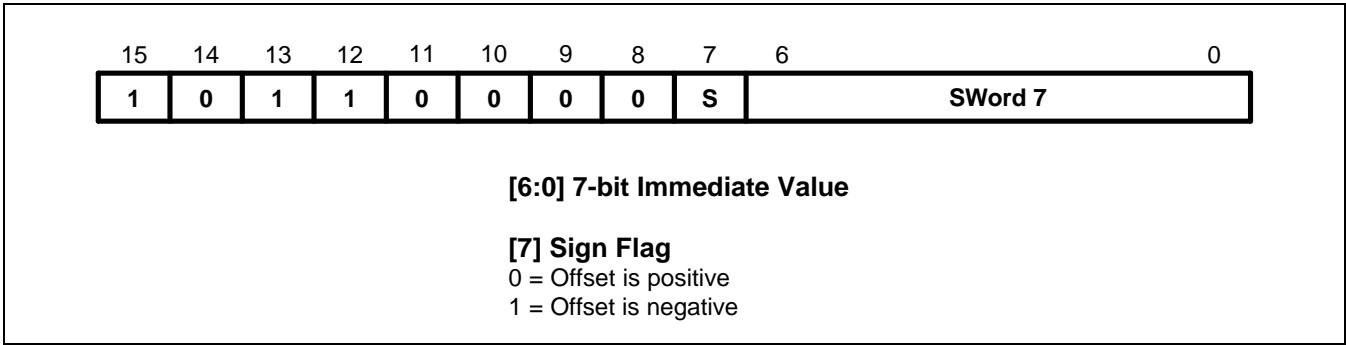 15 14 13 12 11 10 9 8 7 6 0
1 0 1 1 0 0 0 0 S SWord 7
[6:0] 7-bit Immediate Value
[7] Sign Flag
0 = Offset is positive
1 = Offset is negative